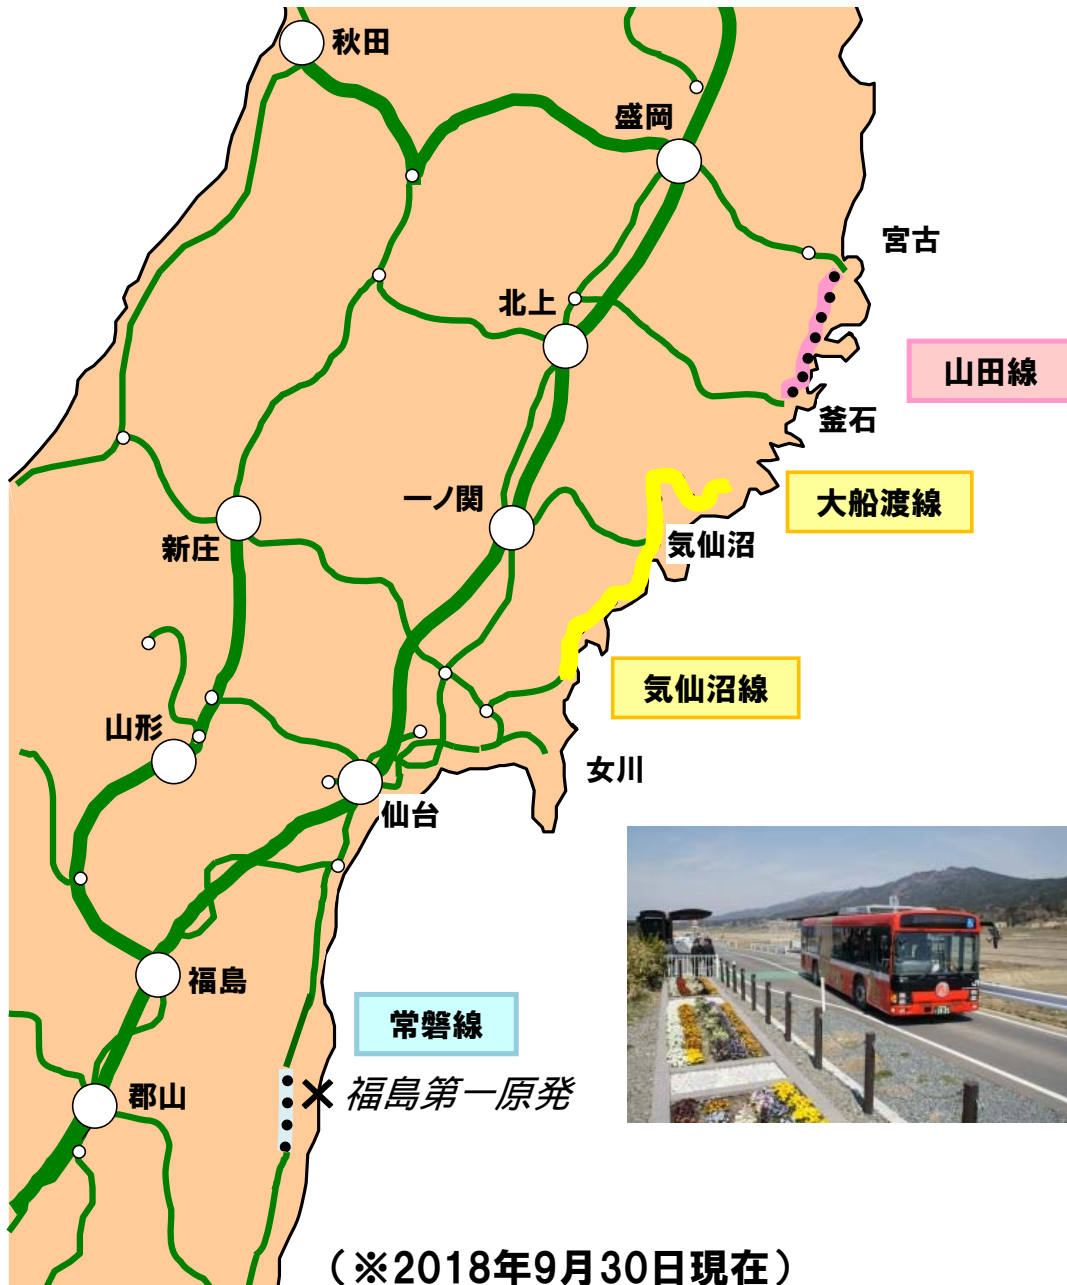 秋田
盛岡
宮古
北上
山田線
釜石
一ノ関
大船渡線
新庄
気仙沼
気仙沼線
山形
女川
仙台
福島
常磐線
郡山
福島第一原発
（※2018年9月30日現在）